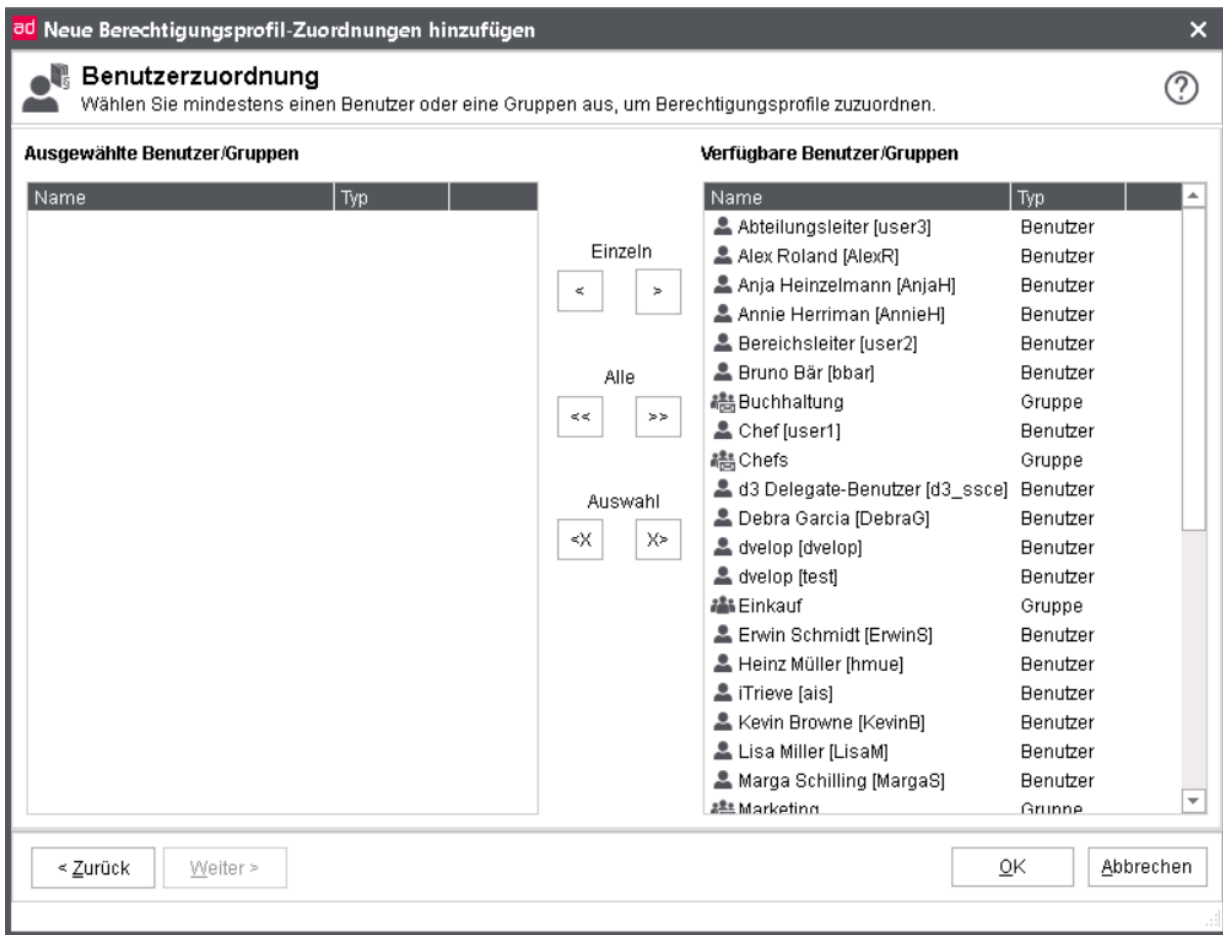 ad Neue Berechtigungsprofil-Zuordnungen hinzufügen
Benutzerzuordnung
Wählen Sie mindestens einen Benutzer oder eine Gruppen aus, um Berechtigungsprofile zuzuordnen.
Ausgewählte Benutzer/Gruppen
Name Typ
Einzeln
< >
Alle
<< >>
Auswahl
<X X>
Verfügbare Benutzer/Gruppen
Name Typ
Abteilungsleiter [user3] Benutzer
Alex Roland [AlexR] Benutzer
Anja Heinzelmann [AnjaH] Benutzer
Annie Herriman [AnnieH] Benutzer
Bereichsleiter [user2] Benutzer
Bruno Bär [bbar] Benutzer
Buchhaltung Gruppe
Chef [user1] Benutzer
Chefs Gruppe
d3 Delegate-Benutzer [d3_ssce] Benutzer
Debra Garcia [DebraG] Benutzer
dvelop [dvelop] Benutzer
dvelop [test] Benutzer
Einkauf Gruppe
Erwin Schmidt [ErwinS] Benutzer
Heinz Müller [hmue] Benutzer
iTrieve [ais] Benutzer
Kevin Browne [KevinB] Benutzer
Lisa Miller [LisaM] Benutzer
Marga Schilling [MargaS] Benutzer
Marketing Gruppe
< Zurück Weiter > OK Abbrechen